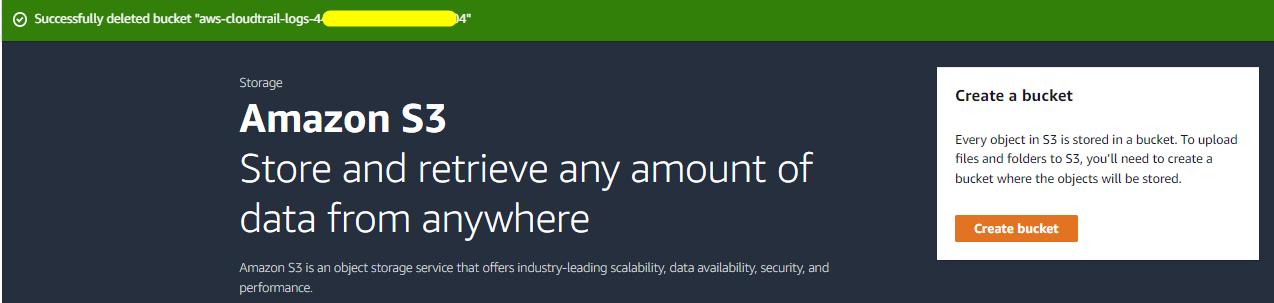 Successfully deleted bucket "aws-cloudtrail-logs-4 04"
Storage
Amazon S3
Store and retrieve any amount of
data from anywhere
Amazon S3 is an object storage service that offers industry-leading scalability, data availability, security, and
performance.
Create a bucket
Every object in S3 is stored in a bucket. To upload
files and folders to S3, you'll need to create a
bucket where the objects will be stored.
Create bucket